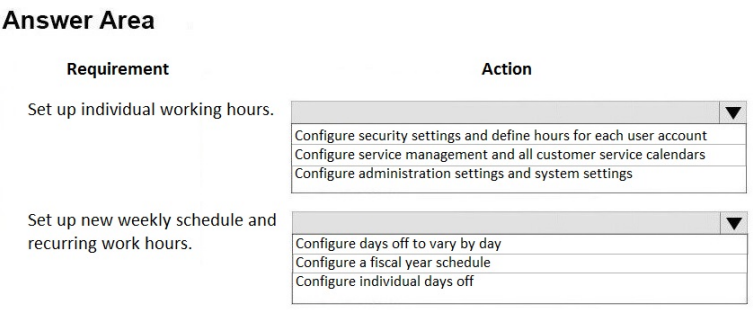 Answer Area
Requirement Action
Set up individual working hours.
Configure security settings and define hours for each user account
Configure service management and all customer service calendars
Configure administration settings and system settings
Set up new weekly schedule and
recurring work hours.
Configure days off to vary by day
Configure a fiscal year schedule
Configure individual days off